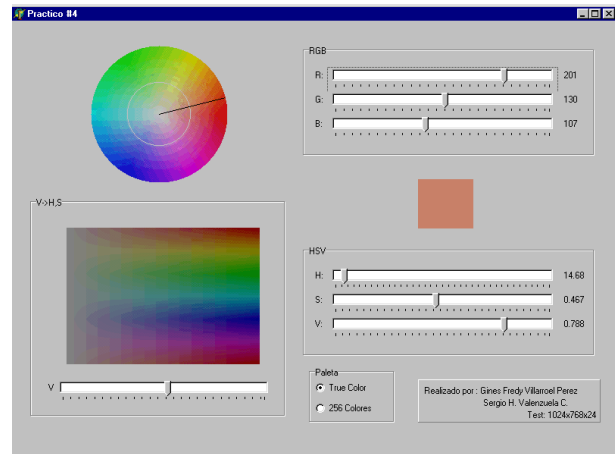 Practico #4
RGB
R: 201
G: 130
B: 107
V->H,S
V
HSV
H: 14.68
S: 0.467
V: 0.788
Paleta
True Color
256 Colores
Realizado por : Gines Fredy Villarroel Perez
Sergio H. Valenzuela C.
Test: 1024x768x24